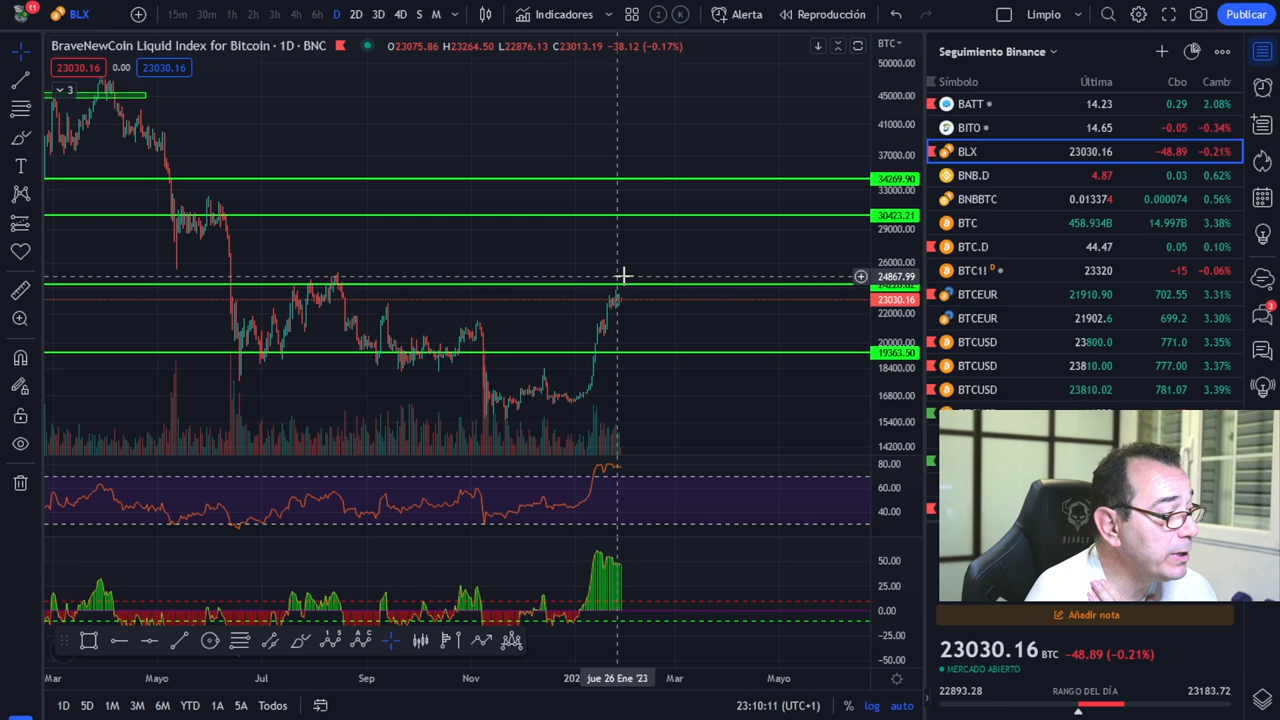 11
BLX
15m 30m 1h 2h 3h 4h 6h D 2D 3D 4D S M
Indicadores
2 K
Alerta
Reproducción
Limpio
Publicar
BraveNewCoin Liquid Index for Bitcoin · 1D · BNC
O23075.86 H23264.50 L22876.13 C23013.19 -38.12 (-0.17%)
23030.16 0.00 23030.16
3
BTC
50000.00
45000.00
41000.00
37000.00
34269.90
33000.00
30423.21
29000.00
26000.00
24867.99
23030.16
22000.00
20000.00
19363.50
18400.00
16800.00
15400.00
14200.00
80.00
60.00
40.00
50.00
25.00
0.00
-25.00
-50.00
Mar Mayo Jul Sep Nov 202 jue 26 Ene '23 Mar Mayo
1D 5D 1M 3M 6M YTD 1A 5A Todos
23:10:11 (UTC+1) % log auto
Seguimiento Binance
Símbolo Última Cbo Camb
BATT 14.23 0.29 2.08%
BITO 14.65 -0.05 -0.34%
BLX 23030.16 -48.89 -0.21%
BNB.D 4.87 0.03 0.62%
BNBBTC 0.013374 0.000074 0.56%
BTC 458.934B 14.997B 3.38%
BTC.D 44.47 0.05 0.10%
BTC1! D 23320 -15 -0.06%
BTCEUR 21910.90 702.55 3.31%
BTCEUR 21902.6 699.2 3.30%
BTCUSD 23800.0 771.0 3.35%
BTCUSD 23810.00 777.00 3.37%
BTCUSD 23810.02 781.07 3.39%
3
Añadir nota
23030.16 BTC -48.89 (-0.21%)
MERCADO ABIERTO
22893.28 RANGO DEL DÍA 23183.72